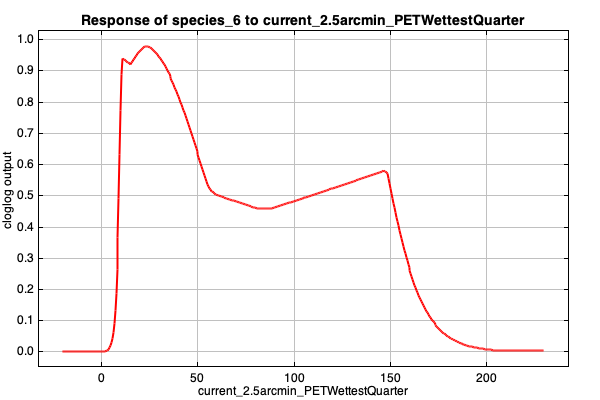 Response of species_6 to current_2.5arcmin_PETWettestQuarter
1.0
0.9
0.8
0.7
0.6
0.5
0.4
0.3
0.2
0.1
0.0
cloglog output
0 50 100 150 200
current_2.5arcmin_PETWettestQuarter